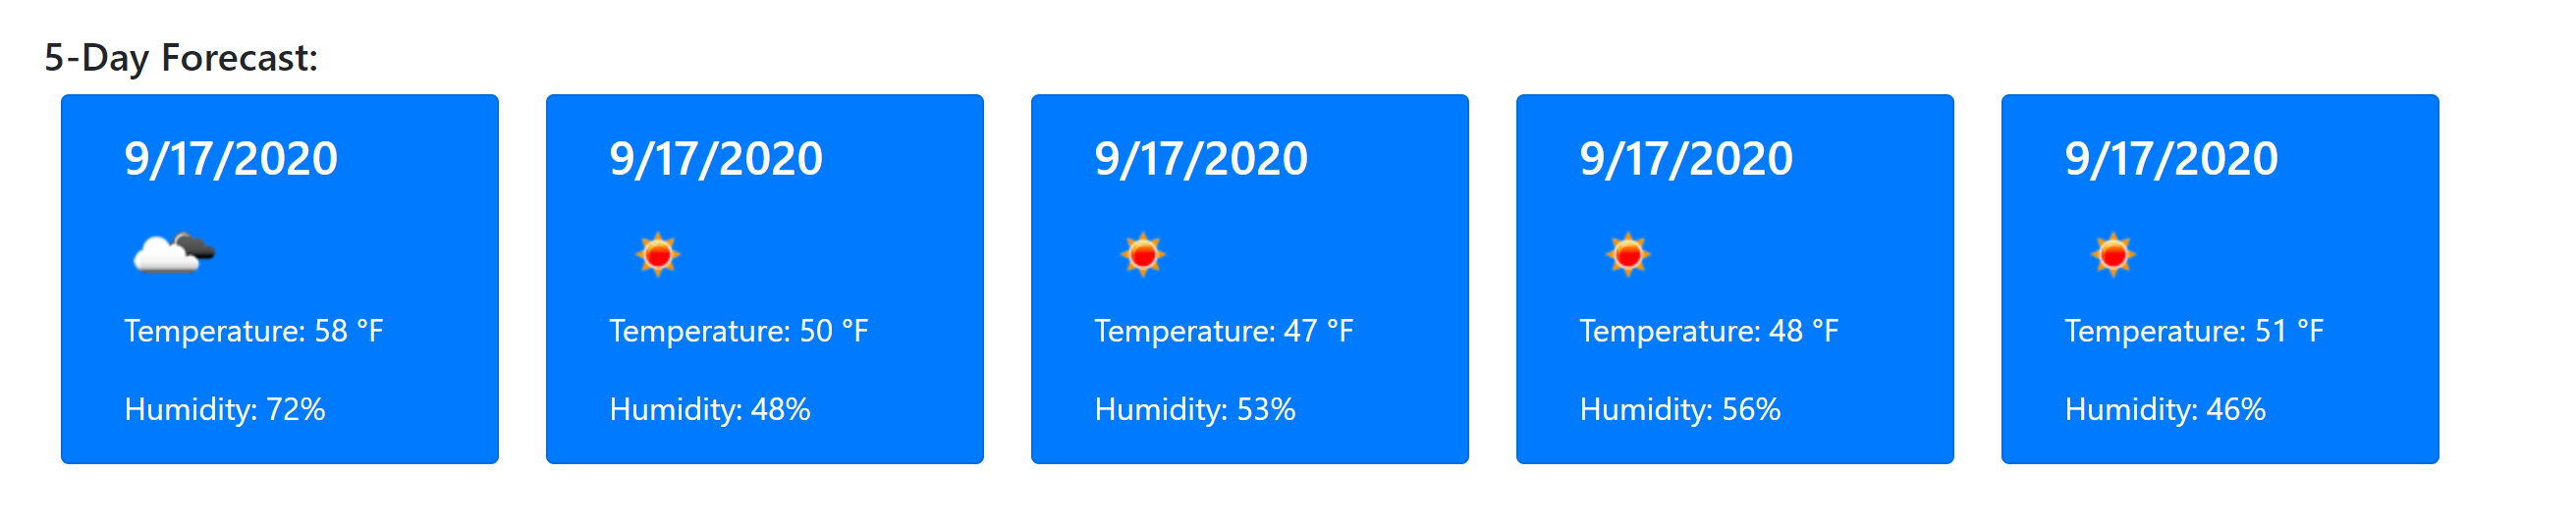 5-Day Forecast:
9/17/2020
Temperature: 58 °F
Humidity: 72%
9/17/2020
Temperature: 50 °F
Humidity: 48%
9/17/2020
Temperature: 47 °F
Humidity: 53%
9/17/2020
Temperature: 48 °F
Humidity: 56%
9/17/2020
Temperature: 51 °F
Humidity: 46%